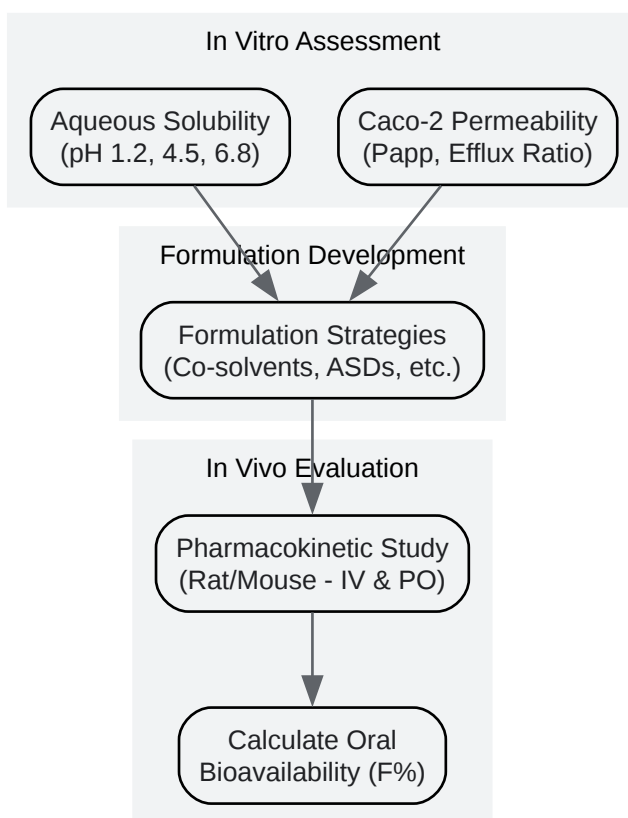 In Vitro Assessment
Aqueous Solubility
(pH 1.2, 4.5, 6.8)
Caco-2 Permeability
(Papp, Efflux Ratio)
Formulation Development
Formulation Strategies
(Co-solvents, ASDs, etc.)
In Vivo Evaluation
Pharmacokinetic Study
(Rat/Mouse - IV & PO)
Calculate Oral
Bioavailability (F%)